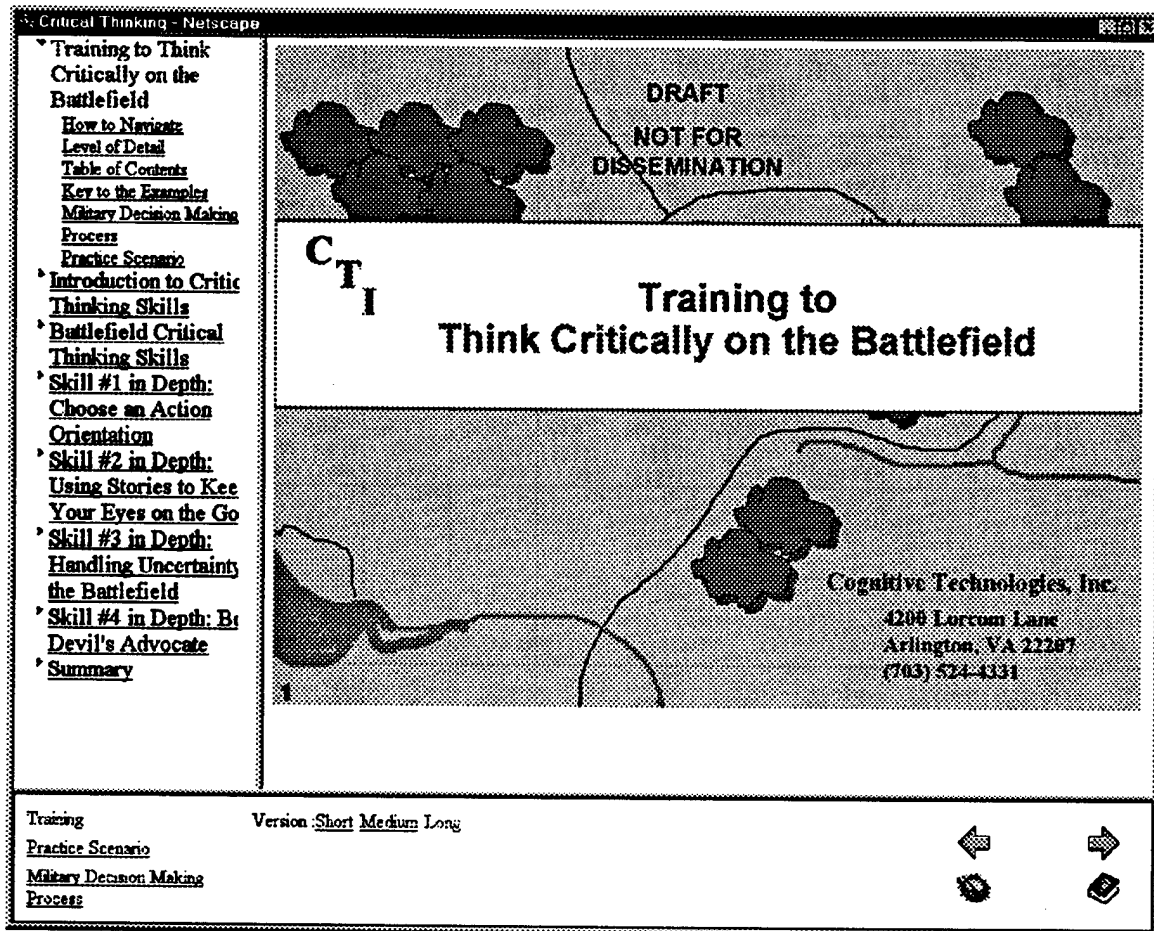 Critical Thinking - Netscape
Training to Think
Critically on the
Battlefield
How to Navigate
Level of Detail
Table of Contents
Key to the Examples
Military Decision Making
Process
Practice Scenario
Introduction to Critic
Thinking Skills
Battlefield Critical
Thinking Skills
Skill #1 in Depth:
Choose an Action
Orientation
Skill #2 in Depth:
Using Stories to Kee
Your Eyes on the Go
Skill #3 in Depth:
Handling Uncertainty
the Battlefield
Skill #4 in Depth: Be
Devil's Advocate
Summary
DRAFT
NOT FOR
DISSEMINATION
CTI
Training to
Think Critically on the Battlefield
Cognitive Technologies, Inc.
4200 Lorcum Lane
Arlington, VA 22207
(703) 524-4331
1
Training
Practice Scenario
Military Decision Making
Process
Version :Short Medium Long